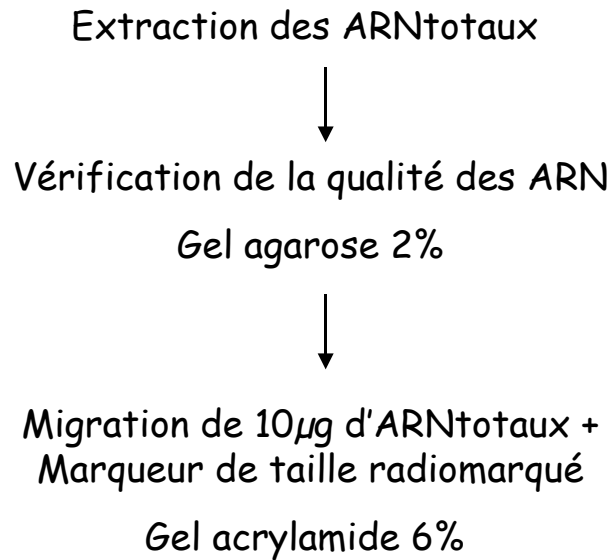 Extraction des ARNtotaux
Vérification de la qualité des ARN
Gel agarose 2%
Migration de 10µg d'ARNtotaux +
Marqueur de taille radiomarqué
Gel acrylamide 6%